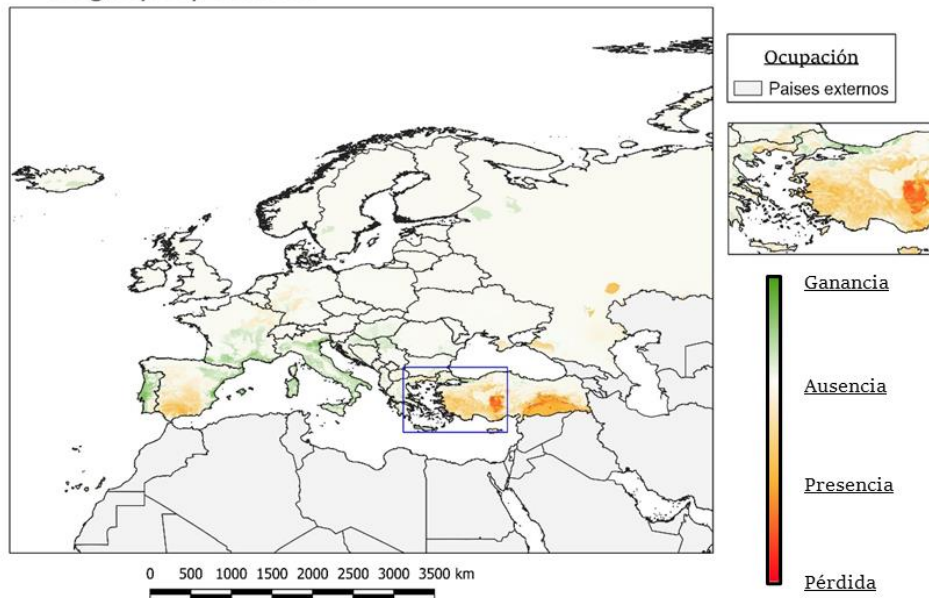 Ocupación
Paises externos
Ganancia
Ausencia
Presencia
Pérdida
0 500 1000 1500 2000 2500 3000 3500 km